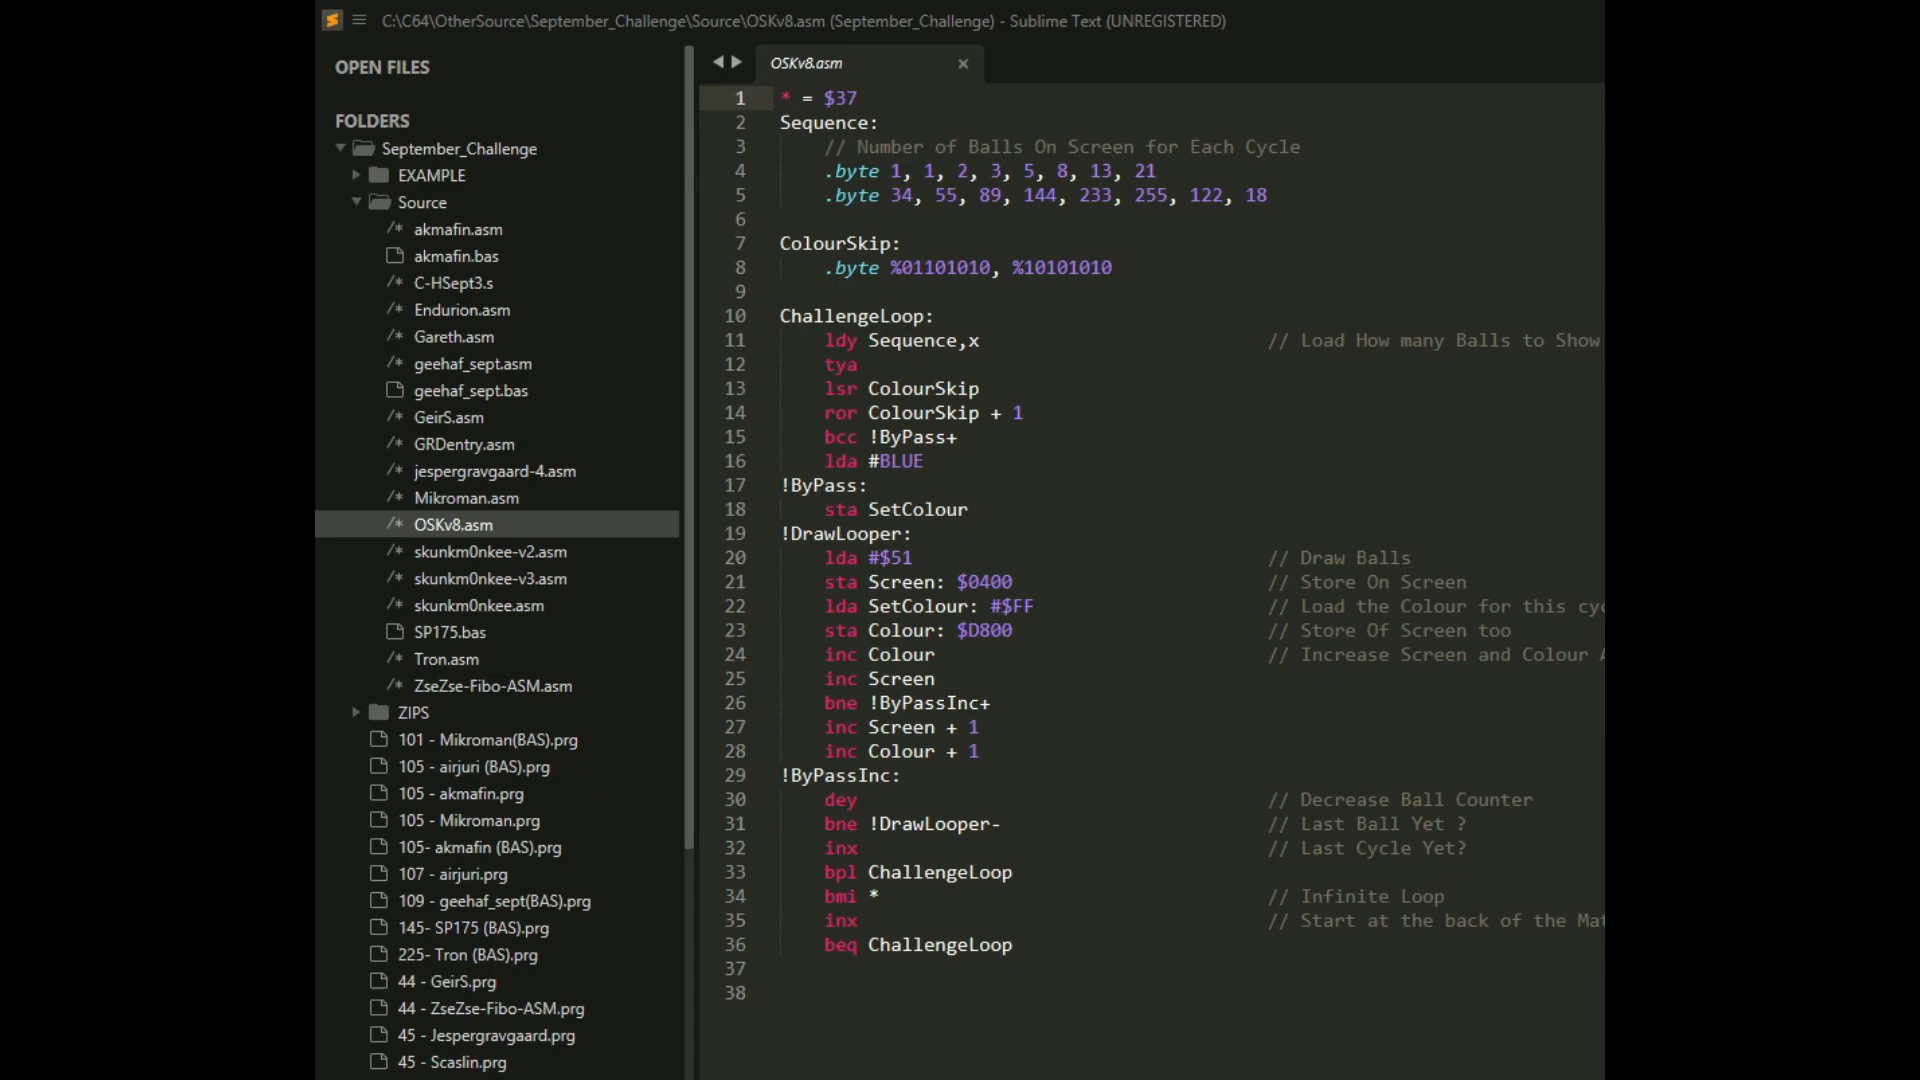 C:\C64\OtherSource\September_Challenge\Source\OSKv8.asm (September_Challenge) - Sublime Text (UNREGISTERED)
OPEN FILES
FOLDERS
September_Challenge
EXAMPLE
Source
/* akmafin.asm
akmafin.bas
/* C-HSept3.s
/* Endurion.asm
/* Gareth.asm
/* geehaf_sept.asm
geehaf_sept.bas
/* GeirS.asm
/* GRDentry.asm
/* jespergravgaard-4.asm
/* Mikroman.asm
/* OSKv8.asm
/* skunkm0nkee-v2.asm
/* skunkm0nkee-v3.asm
/* skunkm0nkee.asm
SP175.bas
/* Tron.asm
/* ZseZse-Fibo-ASM.asm
ZIPS
101 - Mikroman(BAS).prg
105 - airjuri (BAS).prg
105 - akmafin.prg
105 - Mikroman.prg
105- akmafin (BAS).prg
107 - airjuri.prg
109 - geehaf_sept(BAS).prg
145- SP175 (BAS).prg
225- Tron (BAS).prg
44 - GeirS.prg
44 - ZseZse-Fibo-ASM.prg
45 - Jespergravgaard.prg
45 - Scaslin.prg
OSKv8.asm ×
1 * = $37
2 Sequence:
3 // Number of Balls On Screen for Each Cycle
4 .byte 1, 1, 2, 3, 5, 8, 13, 21
5 .byte 34, 55, 89, 144, 233, 255, 122, 18
6
7 ColourSkip:
8 .byte %01101010, %10101010
9
10 ChallengeLoop:
11 ldy Sequence,x // Load How many Balls to Show
12 tya
13 lsr ColourSkip
14 ror ColourSkip + 1
15 bcc !ByPass+
16 lda #BLUE
17 !ByPass:
18 sta SetColour
19 !DrawLooper:
20 lda #$51 // Draw Balls
21 sta Screen: $0400 // Store On Screen
22 lda SetColour: #$FF // Load the Colour for this cyc
23 sta Colour: $D800 // Store Of Screen too
24 inc Colour // Increase Screen and Colour A
25 inc Screen
26 bne !ByPassInc+
27 inc Screen + 1
28 inc Colour + 1
29 !ByPassInc:
30 dey // Decrease Ball Counter
31 bne !DrawLooper- // Last Ball Yet ?
32 inx // Last Cycle Yet?
33 bpl ChallengeLoop
34 bmi * // Infinite Loop
35 inx // Start at the back of the Mat
36 beq ChallengeLoop
37
38